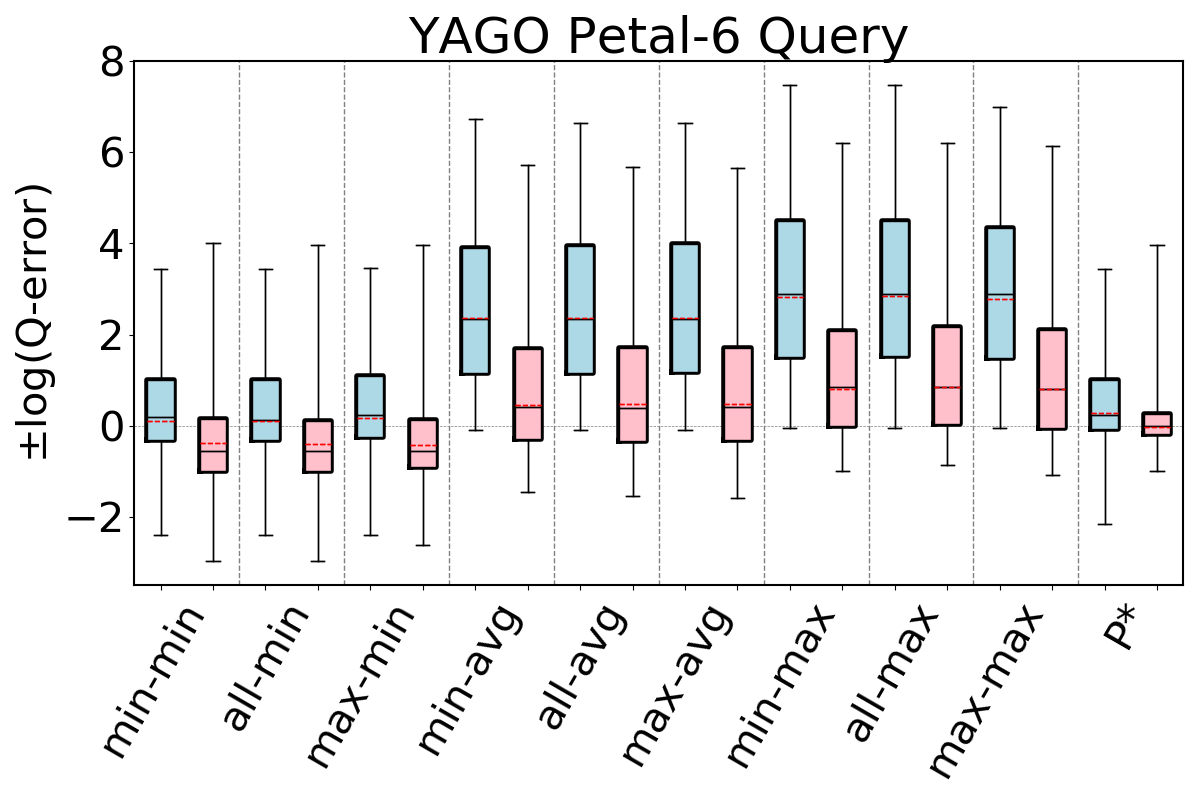 YAGO Petal-6 Query
±log(Q-error)
8
6
4
2
0
−2
min-min
all-min
max-min
min-avg
all-avg
max-avg
min-max
all-max
max-max
P*